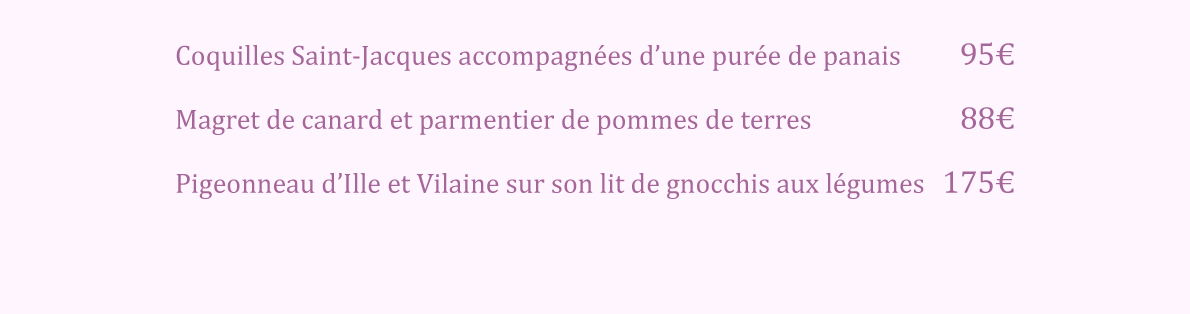 Coquilles Saint-Jacques accompagnées d’une purée de panais 95€
Magret de canard et parmentier de pommes de terres 88€
Pigeonneau d’Ille et Vilaine sur son lit de gnocchis aux légumes 175€